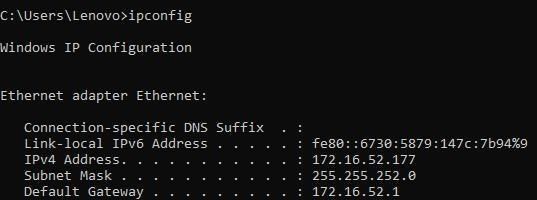 C:\Users\Lenovo>ipconfig
Windows IP Configuration
Ethernet adapter Ethernet:
Connection-specific DNS Suffix  . :
Link-local IPv6 Address . . . . . : fe80::6730:5879:147c:7b94%9
IPv4 Address. . . . . . . . . . . : 172.16.52.177
Subnet Mask . . . . . . . . . . . : 255.255.252.0
Default Gateway . . . . . . . . . : 172.16.52.1